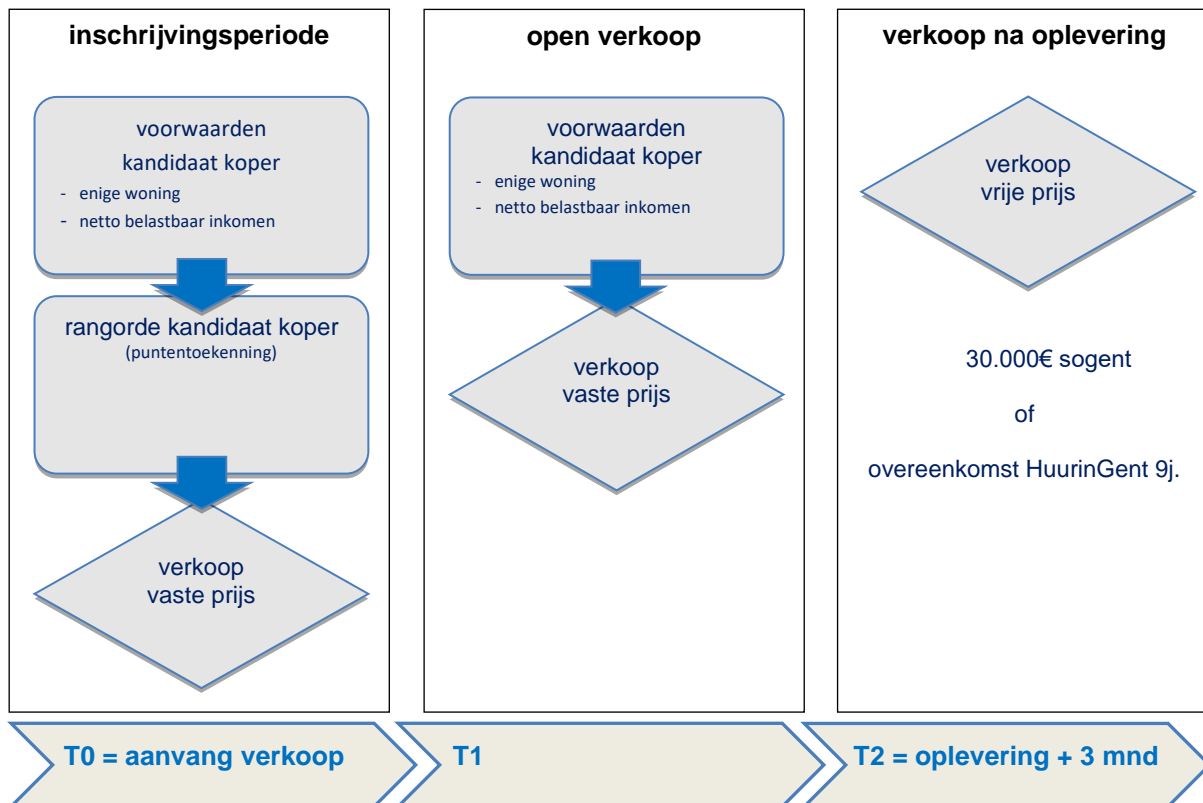 inschrijvingsperiode
voorwaarden
kandidaat koper
- enige woning
- netto belastbaar inkomen
rangorde kandidaat koper
(puntentoekenning)
verkoop
vaste prijs
open verkoop
voorwaarden
kandidaat koper
- enige woning
- netto belastbaar inkomen
verkoop
vaste prijs
verkoop na oplevering
verkoop
vrije prijs
30.000€ sogent
of
overeenkomst HuurinGent 9j.
T0 = aanvang verkoop
T1
T2 = oplevering + 3 mnd